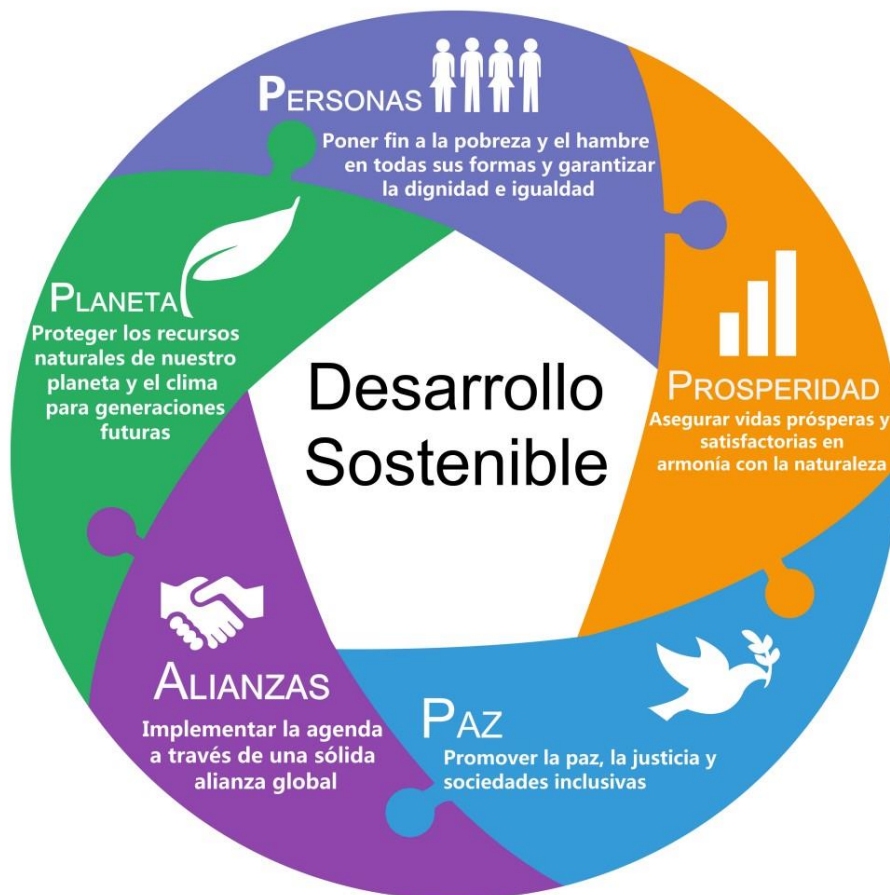 PERSONAS
Poner fin a la pobreza y el hambre
en todas sus formas y garantizar
la dignidad e igualdad
PLANETA
Proteger los recursos
naturales de nuestro
planeta y el clima
para generaciones
futuras
Desarrollo
Sostenible
PROSPERIDAD
Asegurar vidas prósperas y
satisfactorias en
armonía con la naturaleza
ALIANZAS
Implementar la agenda
a través de una sólida
alianza global
PAZ
Promover la paz, la justicia y
sociedades inclusivas